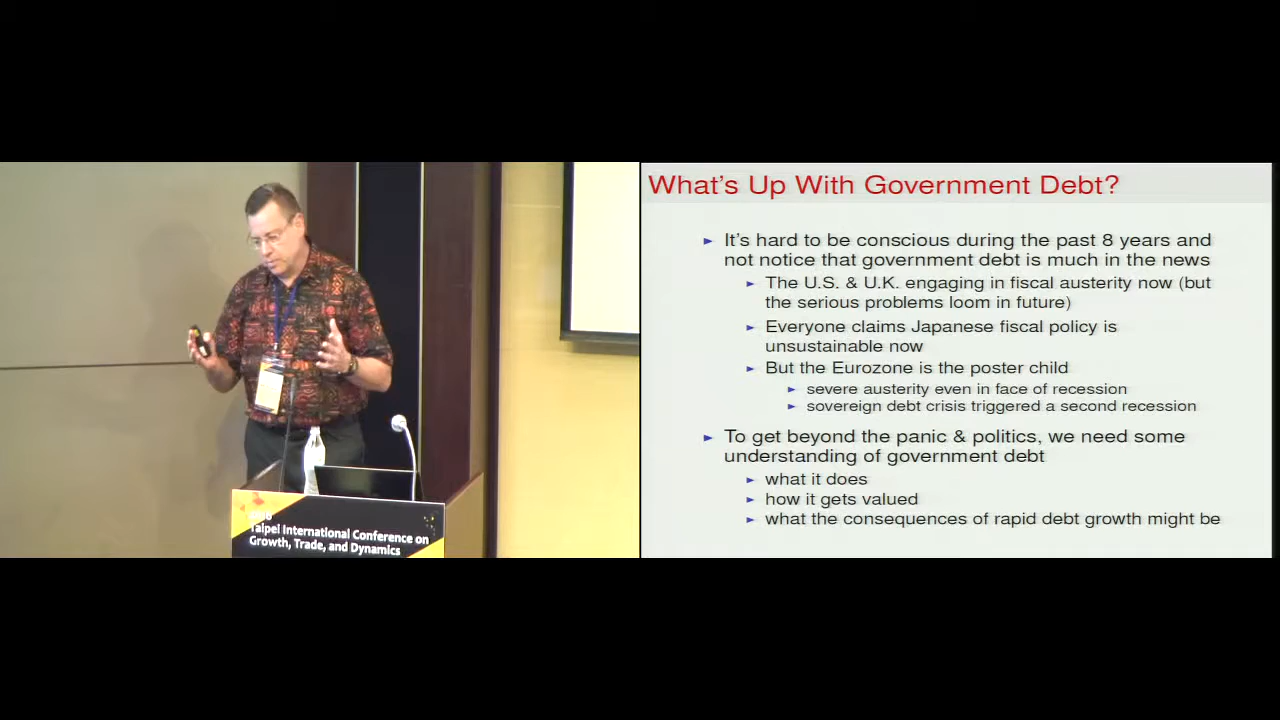 Taipei International Conference on
Growth, Trade, and Dynamics
What's Up With Government Debt?
► It's hard to be conscious during the past 8 years and
not notice that government debt is much in the news
► The U.S. & U.K. engaging in fiscal austerity now (but
the serious problems loom in future)
► Everyone claims Japanese fiscal policy is
unsustainable now
► But the Eurozone is the poster child
► severe austerity even in face of recession
► sovereign debt crisis triggered a second recession
► To get beyond the panic & politics, we need some
understanding of government debt
► what it does
► how it gets valued
► what the consequences of rapid debt growth might be